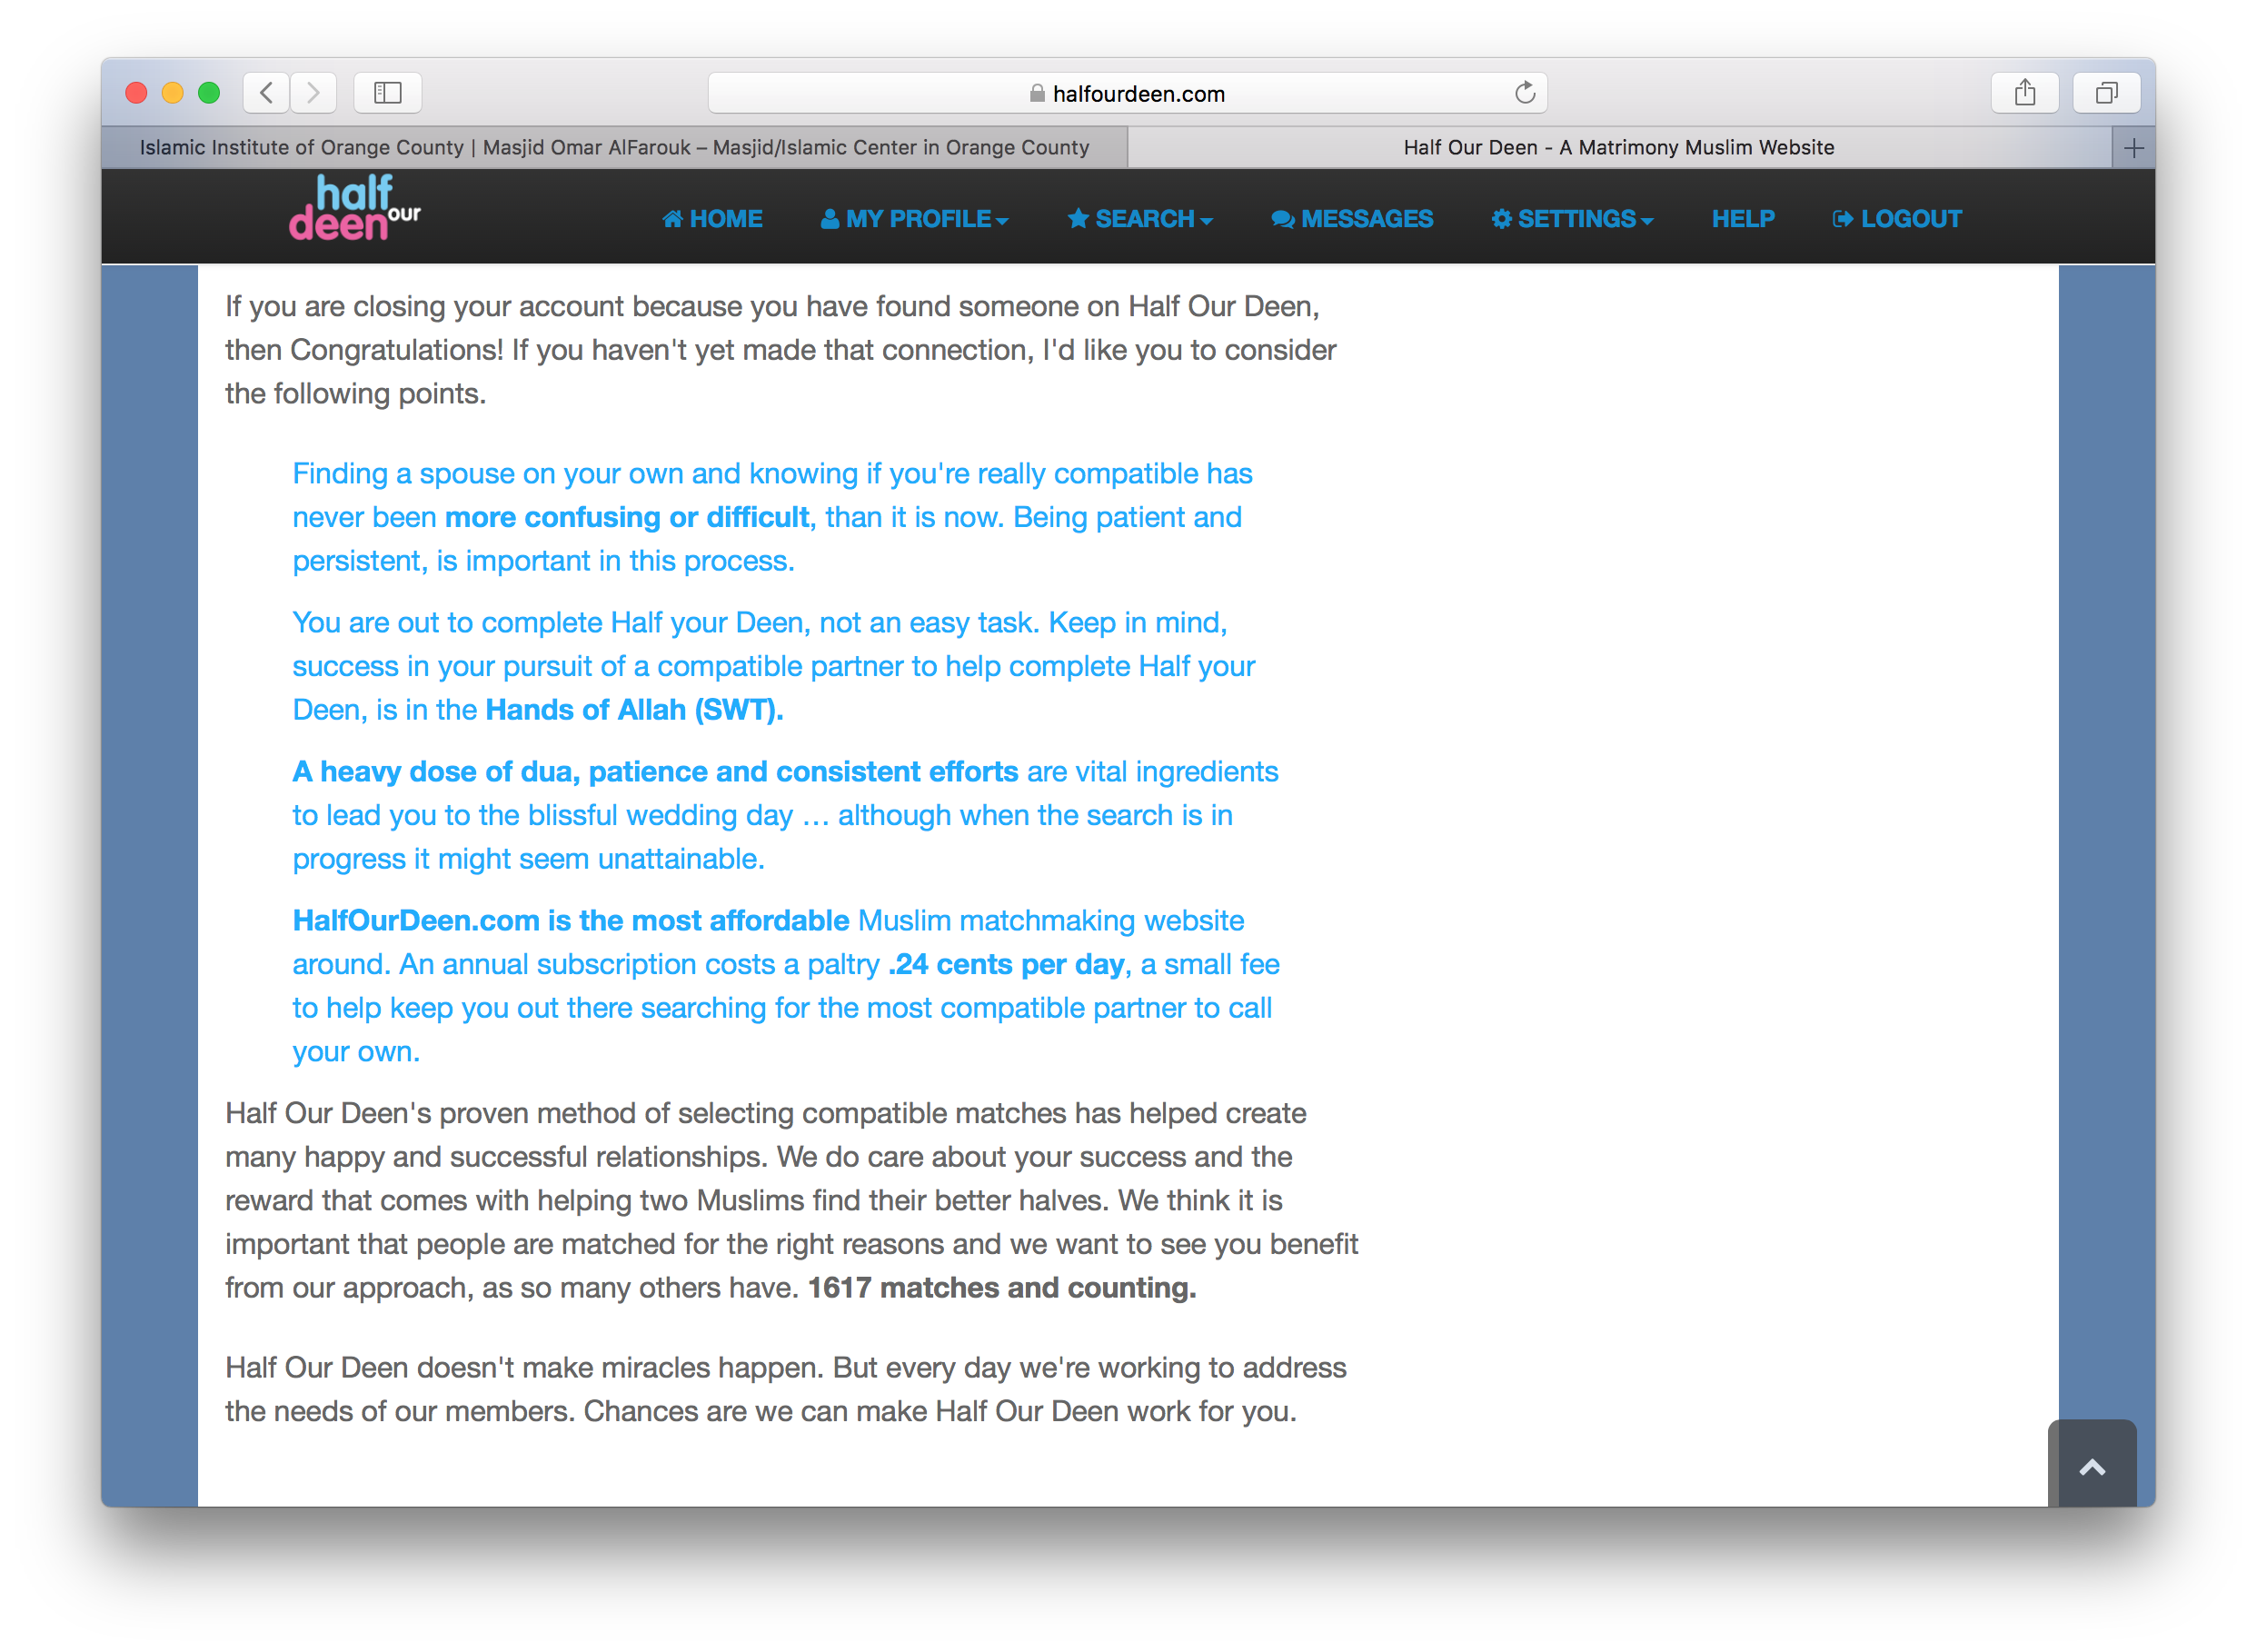 halfourdeen.com
Islamic Institute of Orange County | Masjid Omar AlFarouk – Masjid/Islamic Center in Orange County
Half Our Deen - A Matrimony Muslim Website
half
deen our
HOME
MY PROFILE
SEARCH
MESSAGES
SETTINGS
HELP
LOGOUT
If you are closing your account because you have found someone on Half Our Deen,
then Congratulations! If you haven't yet made that connection, I'd like you to consider
the following points.
Finding a spouse on your own and knowing if you're really compatible has
never been more confusing or difficult, than it is now. Being patient and
persistent, is important in this process.
You are out to complete Half your Deen, not an easy task. Keep in mind,
success in your pursuit of a compatible partner to help complete Half your
Deen, is in the Hands of Allah (SWT).
A heavy dose of dua, patience and consistent efforts are vital ingredients
to lead you to the blissful wedding day … although when the search is in
progress it might seem unattainable.
HalfOurDeen.com is the most affordable Muslim matchmaking website
around. An annual subscription costs a paltry .24 cents per day, a small fee
to help keep you out there searching for the most compatible partner to call
your own.
Half Our Deen's proven method of selecting compatible matches has helped create
many happy and successful relationships. We do care about your success and the
reward that comes with helping two Muslims find their better halves. We think it is
important that people are matched for the right reasons and we want to see you benefit
from our approach, as so many others have. 1617 matches and counting.
Half Our Deen doesn't make miracles happen. But every day we're working to address
the needs of our members. Chances are we can make Half Our Deen work for you.